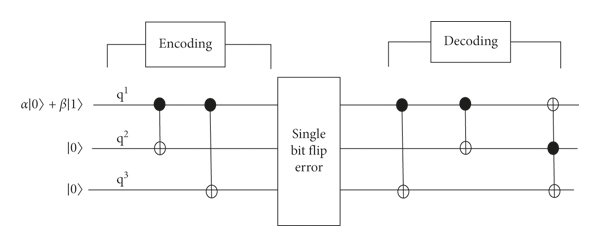 Encoding
Decoding
α|0⟩ + β|1⟩
q¹
|0⟩
q²
|0⟩
q³
Single
bit flip
error